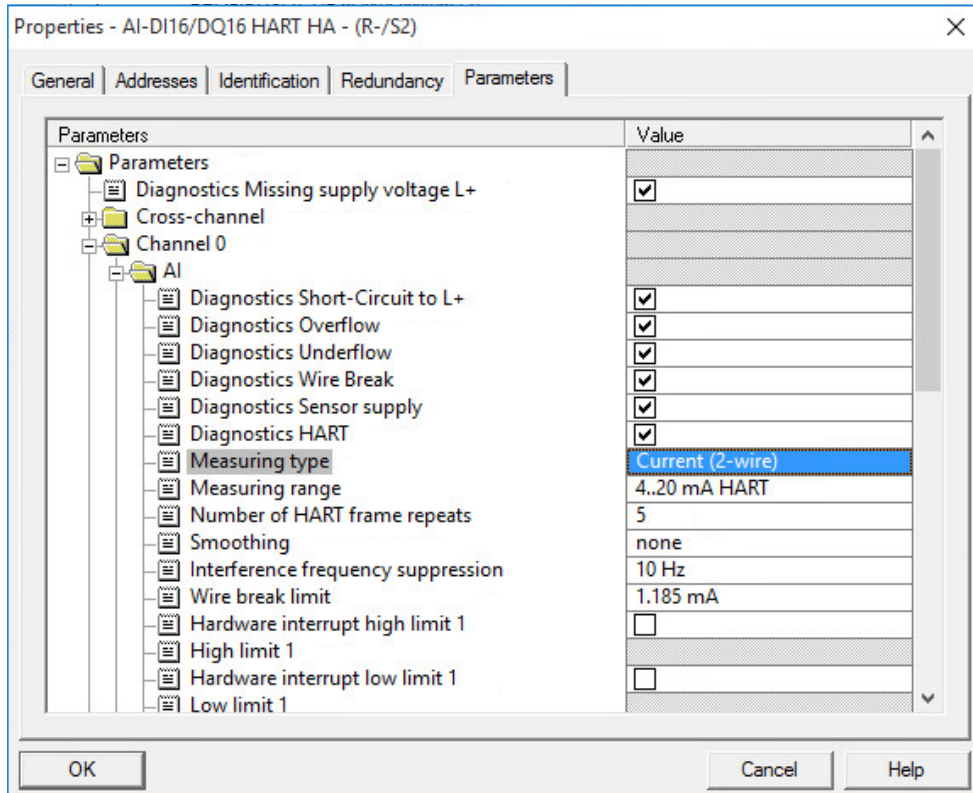 Properties - AI-DI16/DQ16 HART HA - (R-/S2)
General Addresses Identification Redundancy Parameters
Parameters Value
Parameters
Diagnostics Missing supply voltage L+
Cross-channel
Channel 0
AI
Diagnostics Short-Circuit to L+
Diagnostics Overflow
Diagnostics Underflow
Diagnostics Wire Break
Diagnostics Sensor supply
Diagnostics HART
Measuring type Current (2-wire)
Measuring range 4..20 mA HART
Number of HART frame repeats 5
Smoothing none
Interference frequency suppression 10 Hz
Wire break limit 1.185 mA
Hardware interrupt high limit 1
High limit 1
Hardware interrupt low limit 1
Low limit 1
OK Cancel Help